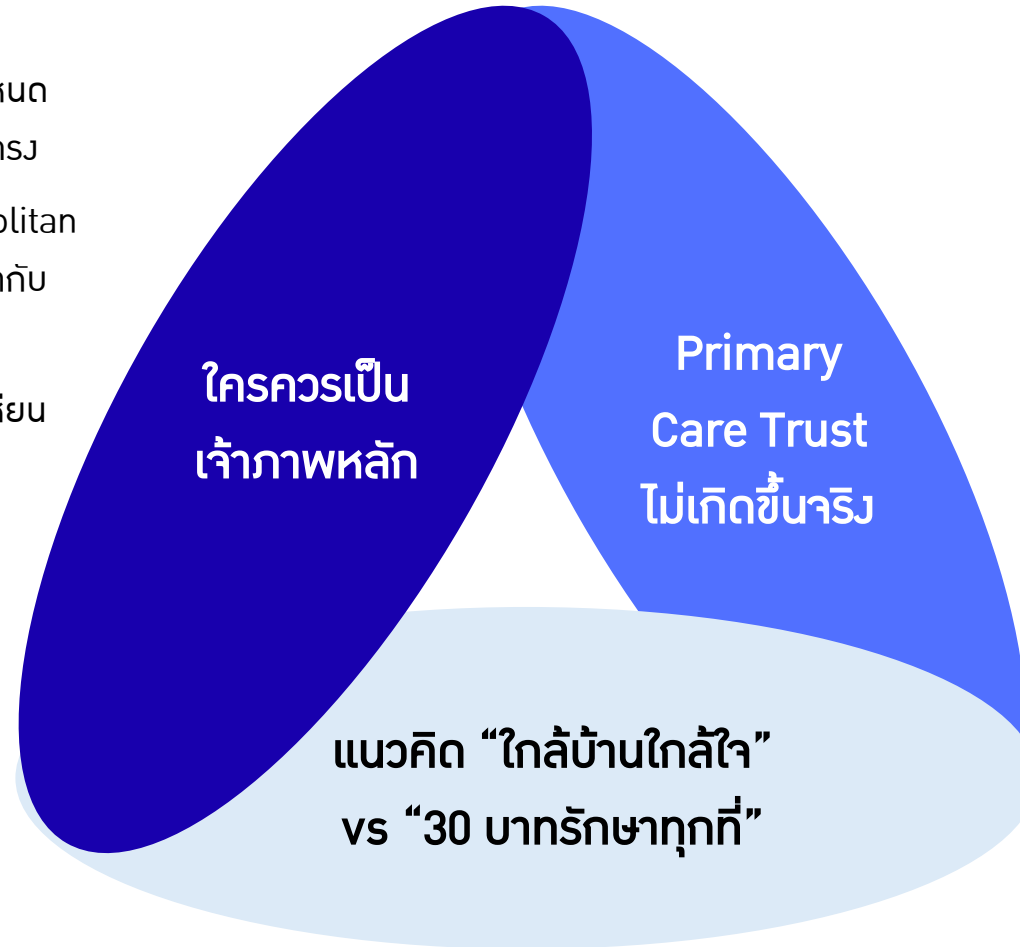 ใครควรเป็น
เจ้าภาพหลัก
Primary
Care Trust
ไม่เกิดขึ้นจริง
แนวคิด “ใกล้บ้านใกล้ใจ”
vs “30 บาทรักษาทุกที่”